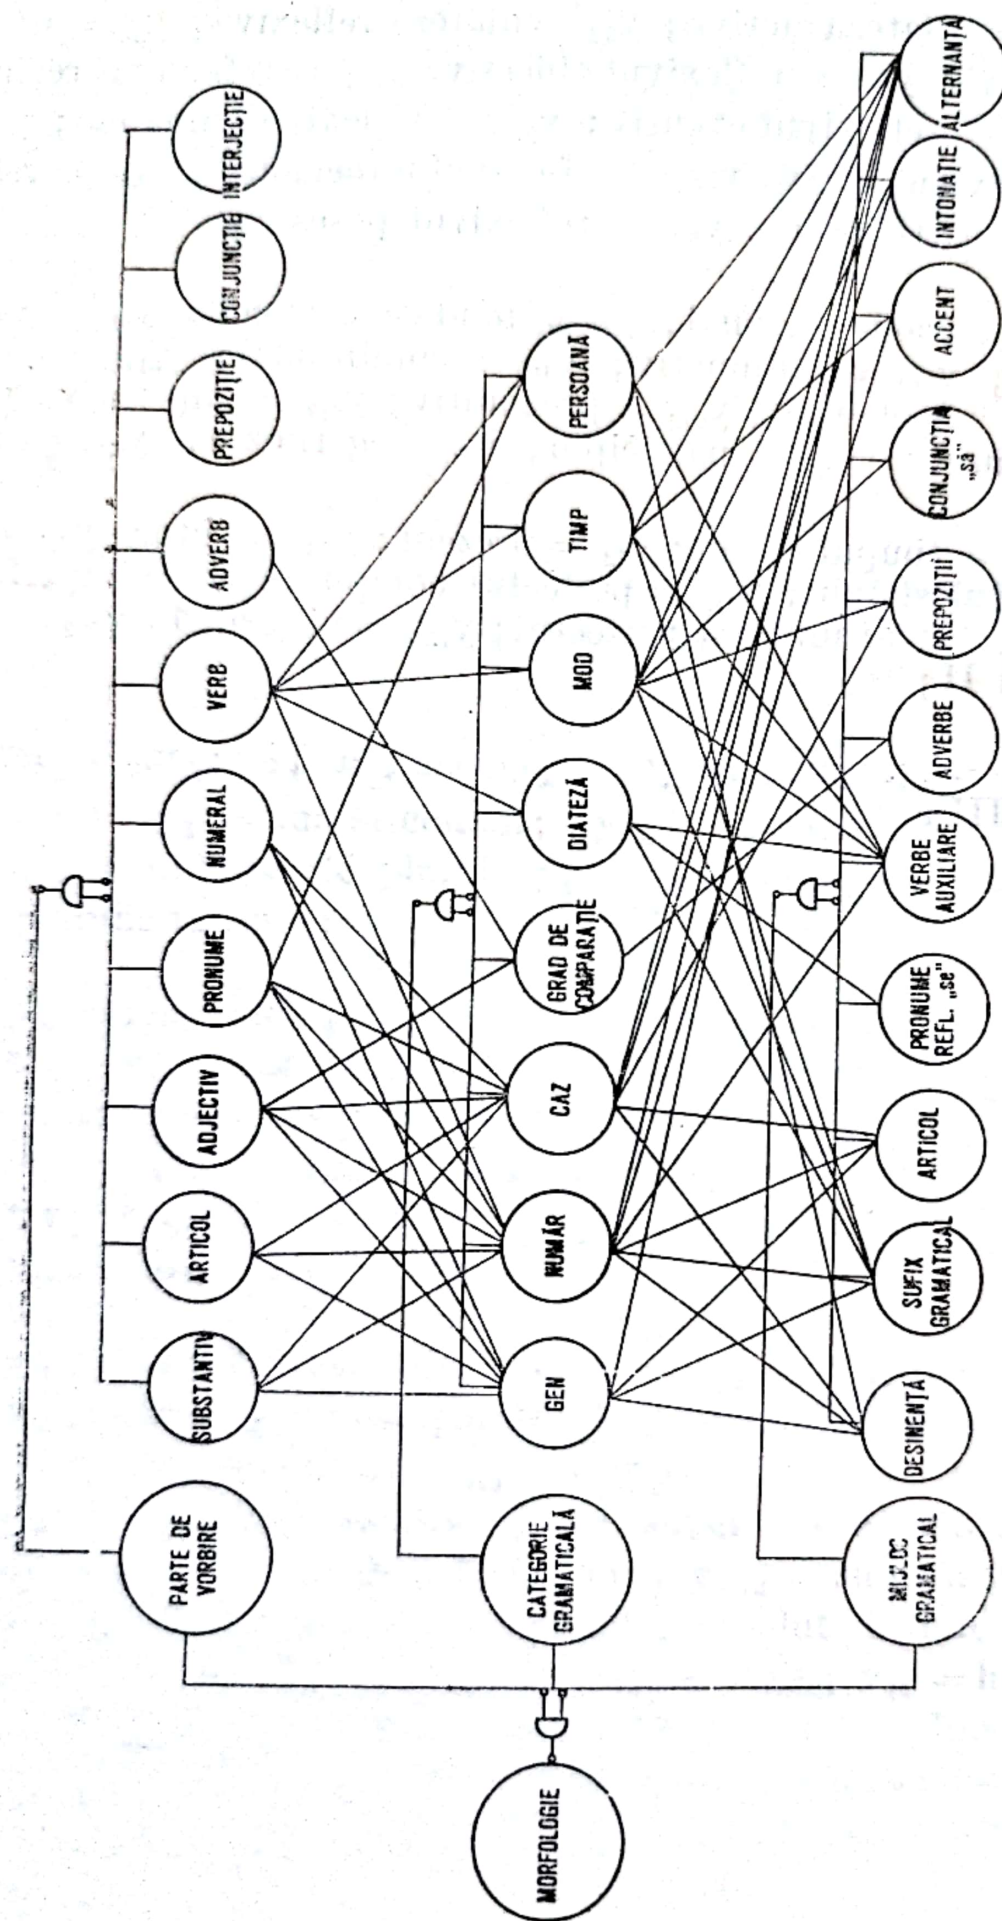 MORFOLOGIE
PARTE DE
VORBIRE
SUBSTANTIV
ARTICOL
ADJECTIV
PRONUME
NUMERAL
VERB
ADVERB
PREPOZIȚIE
CONJUNCȚIE
INTERJECȚIE
CATEGORIE
GRAMATICALĂ
GEN
NUMĂR
CAZ
GRAD DE
COMPARAȚIE
DIATEZĂ
MOD
TIMP
PERSOANĂ
MIJLOC
GRAMATICAL
DESINENȚĂ
SUFIX
GRAMATICAL
ARTICOL
PRONUME
REFL. „se”
VERBE
AUXILIARE
ADVERBE
PREPOZIȚII
CONJUNCȚIA
„să”
ACCENT
INTONAȚIE
ALTERNANȚA